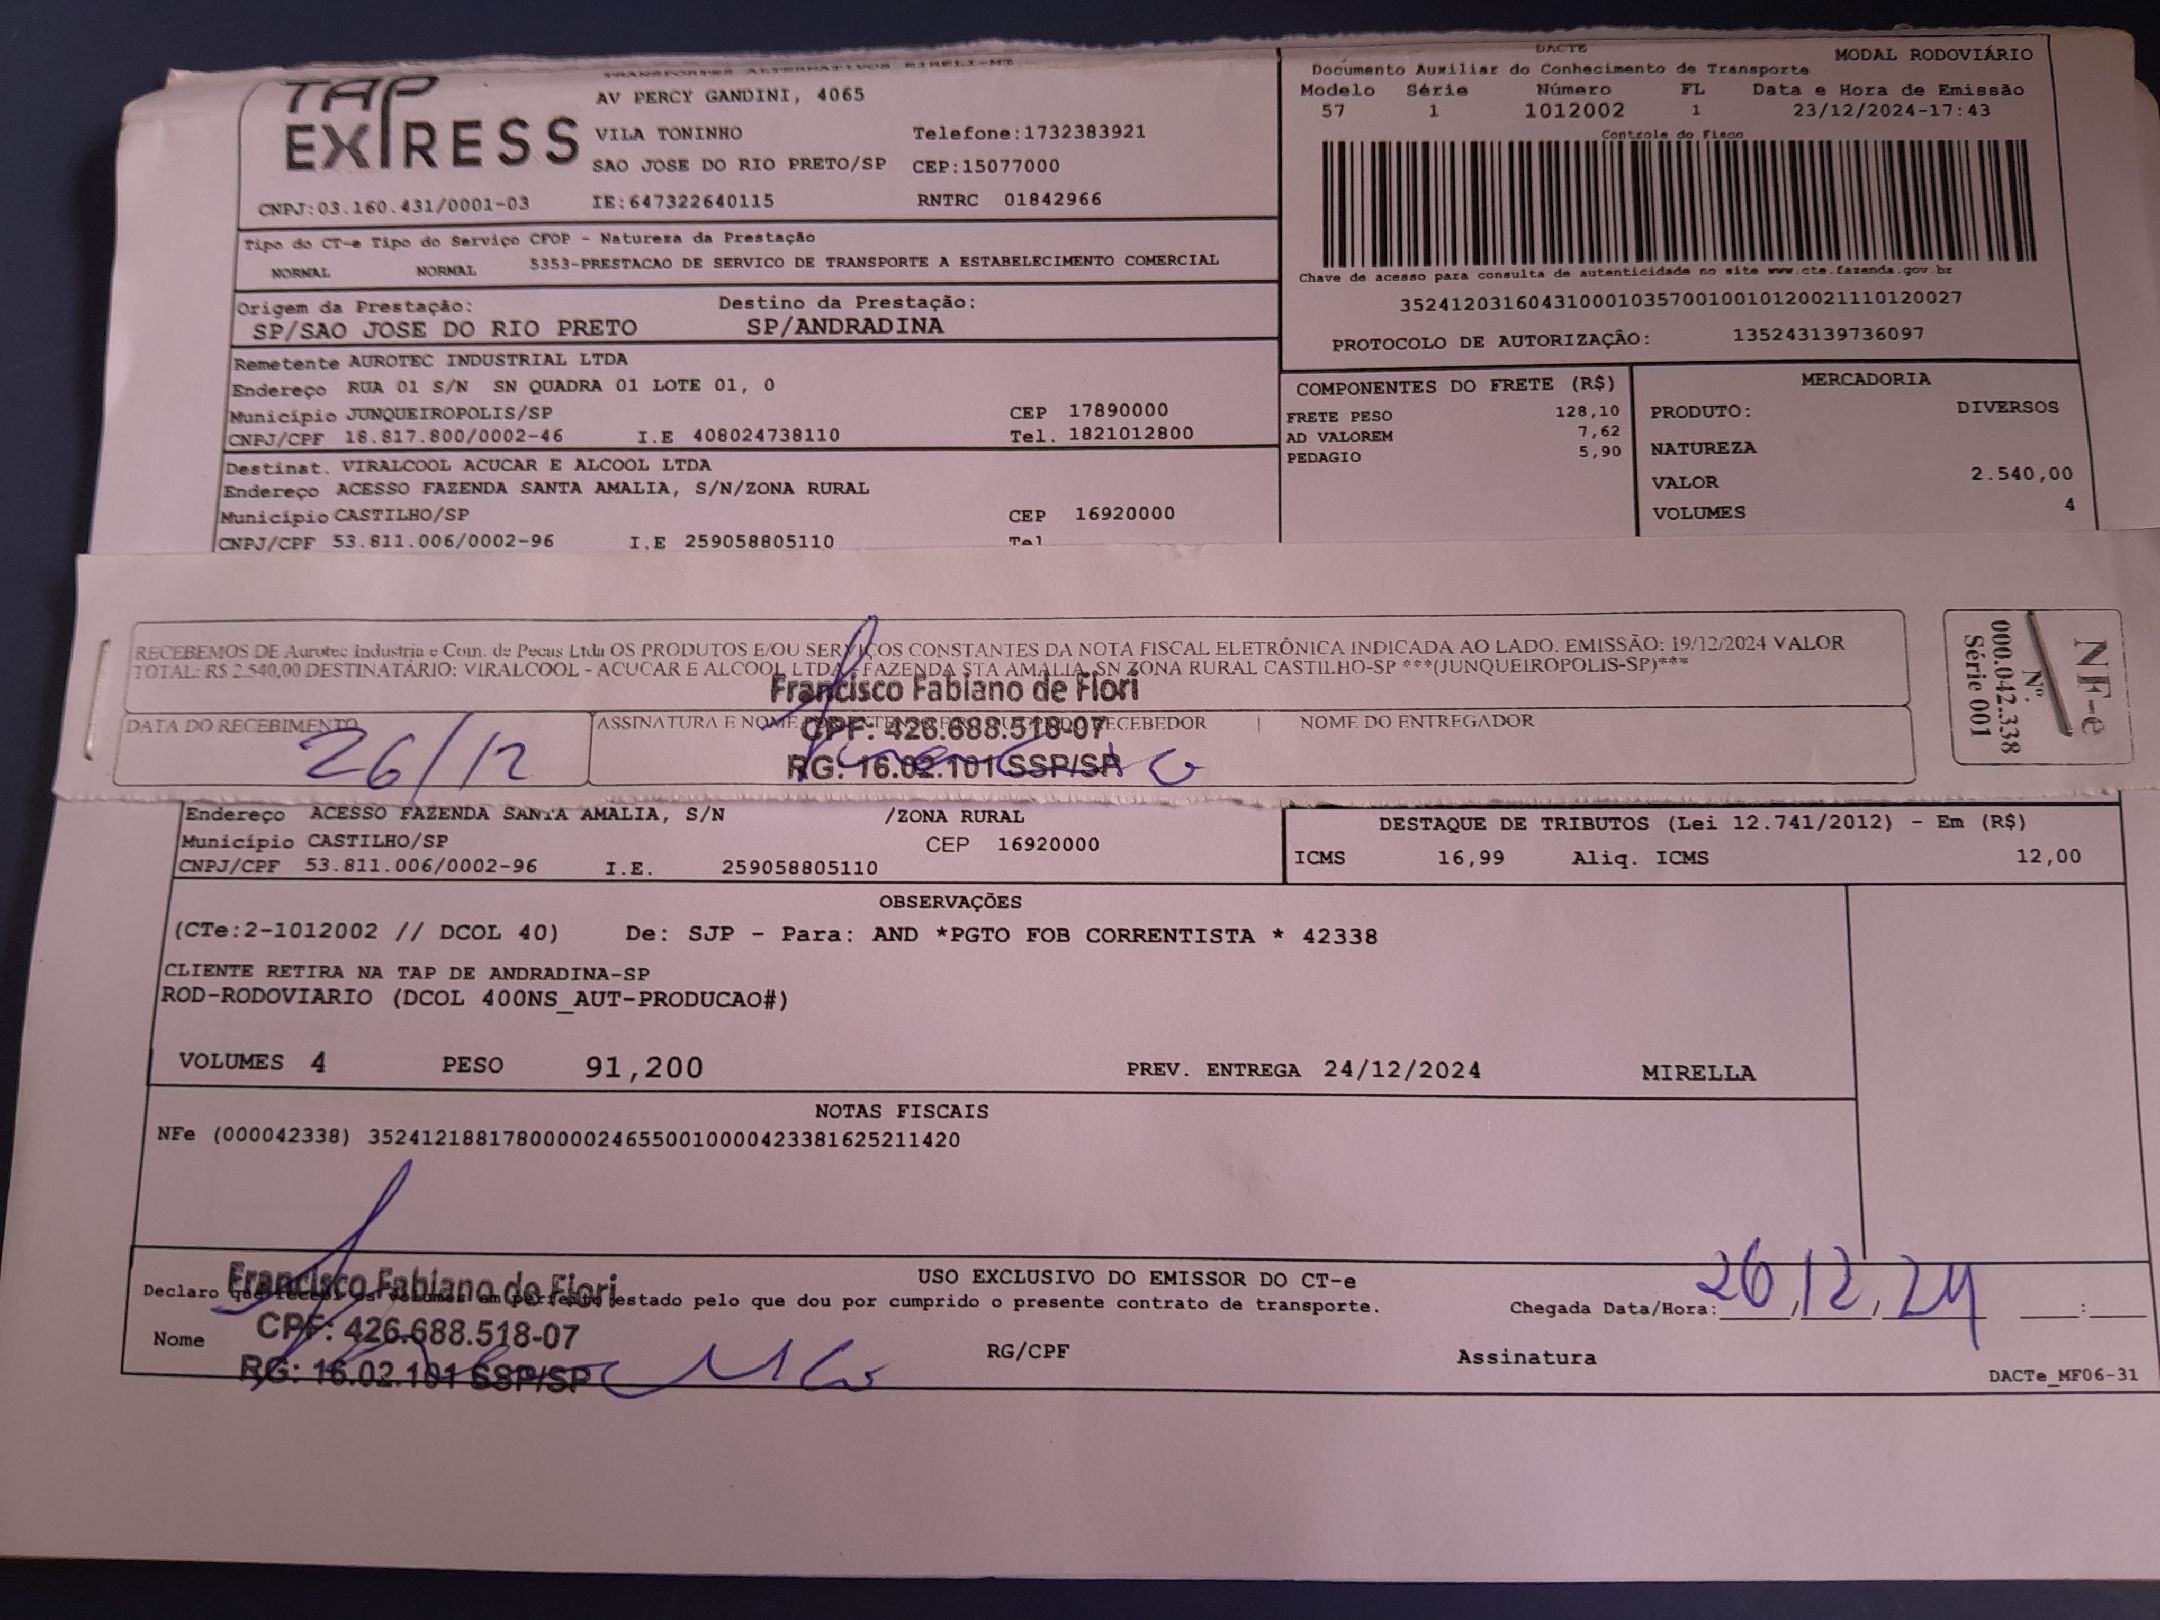 TAP EXPRESS
TRANSPORTES ALTERNATIVOS EIRELI-MT
AV PERCY GANDINI, 4065
VILA TONINHO Telefone:1732383921
SAO JOSE DO RIO PRETO/SP CEP:15077000
CNPJ:03.160.431/0001-03 IE:647322640115 RNTRC 01842966
DACTE MODAL RODOVIÁRIO
Documento Auxiliar do Conhecimento de Transporte
Modelo Série Número FL Data e Hora de Emissão
57 1 1012002 1 23/12/2024-17:43
Controle do Fisco
Chave de acesso para consulta de autenticidade no site www.cte.fazenda.gov.br
35241203160431000103570010010120021110120027
PROTOCOLO DE AUTORIZAÇÃO: 135243139736097
Tipo do CT-e Tipo do Serviço CFOP - Natureza da Prestação
NORMAL NORMAL 5353-PRESTACAO DE SERVICO DE TRANSPORTE A ESTABELECIMENTO COMERCIAL
Origem da Prestação: Destino da Prestação:
SP/SAO JOSE DO RIO PRETO SP/ANDRADINA
Remetente AUROTEC INDUSTRIAL LTDA
Endereço RUA 01 S/N SN QUADRA 01 LOTE 01, 0
Município JUNQUEIROPOLIS/SP CEP 17890000
CNPJ/CPF 18.817.800/0002-46 I.E 408024738110 Tel. 1821012800
Destinat. VIRALCOOL ACUCAR E ALCOOL LTDA
Endereço ACESSO FAZENDA SANTA AMALIA, S/N/ZONA RURAL
Município CASTILHO/SP CEP 16920000
CNPJ/CPF 53.811.006/0002-96 I.E 259058805110 Tel
COMPONENTES DO FRETE (R$)
FRETE PESO 128,10
AD VALOREM 7,62
PEDAGIO 5,90
MERCADORIA
PRODUTO: DIVERSOS
NATUREZA
VALOR 2.540,00
VOLUMES 4
RECEBEMOS DE Aurotec industria e Com. de Pecas Ltda OS PRODUTOS E/OU SERVIÇOS CONSTANTES DA NOTA FISCAL ELETRÔNICA INDICADA AO LADO. EMISSÃO: 19/12/2024 VALOR
TOTAL: R$ 2.540,00 DESTINATÁRIO: VIRALCOOL - ACUCAR E ALCOOL LTDA FAZENDA STA AMALIA, SN ZONA RURAL CASTILHO-SP ***(JUNQUEIROPOLIS-SP)***
Francisco Fabiano de Fiori
DATA DO RECEBIMENTO ASSINATURA E NOME RECEBEDOR NOME DO ENTREGADOR
CPF: 426.688.518-07
26/12
RG: 16.02.101 SSP/SP
NF-e
Nº.
000.042.338
Série 001
Endereço ACESSO FAZENDA SANTA AMALIA, S/N /ZONA RURAL
Município CASTILHO/SP CEP 16920000
CNPJ/CPF 53.811.006/0002-96 I.E. 259058805110
DESTAQUE DE TRIBUTOS (Lei 12.741/2012) - Em (R$)
ICMS 16,99 Aliq. ICMS 12,00
OBSERVAÇÕES
(CTe:2-1012002 // DCOL 40) De: SJP - Para: AND *PGTO FOB CORRENTISTA * 42338
CLIENTE RETIRA NA TAP DE ANDRADINA-SP
ROD-RODOVIARIO (DCOL 400NS_AUT-PRODUCAO#)
VOLUMES 4 PESO 91,200 PREV. ENTREGA 24/12/2024 MIRELLA
NOTAS FISCAIS
NFe (000042338) 35241218817800000246550010000423381625211420
USO EXCLUSIVO DO EMISSOR DO CT-e
Francisco Fabiano de Fiori
Declaro que recebi os volumes em perfeito estado pelo que dou por cumprido o presente contrato de transporte. Chegada Data/Hora: 26/12/24 :
CPF: 426.688.518-07
Nome RG/CPF Assinatura
RG: 16.02.101 SSP/SP
DACTe_MF06-31